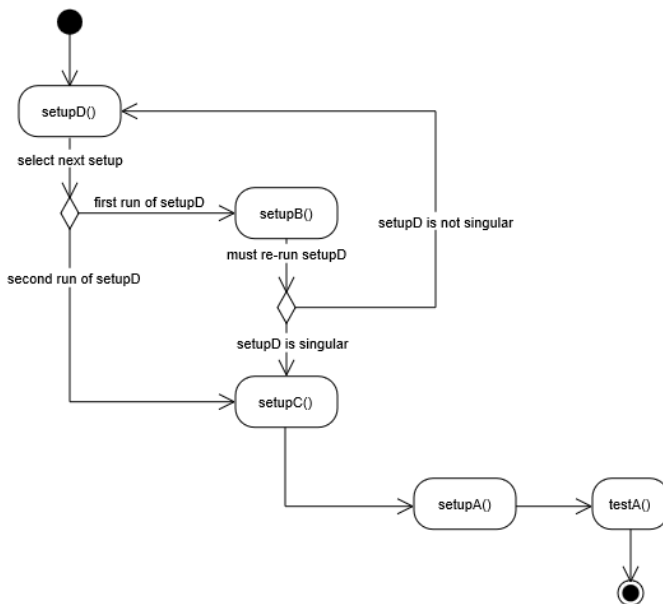 setupD()
select next setup
first run of setupD
setupB()
setupD is not singular
must re-run setupD
second run of setupD
setupD is singular
setupC()
setupA()
testA()